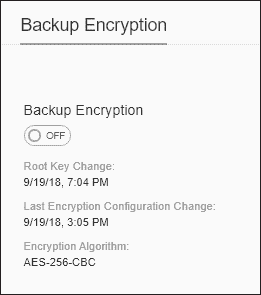 Backup Encryption
Backup Encryption
OFF
Root Key Change:
9/19/18, 7:04 PM
Last Encryption Configuration Change:
9/19/18, 3:05 PM
Encryption Algorithm:
AES-256-CBC